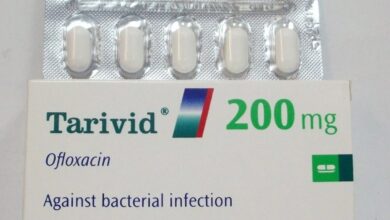 Tarivid® 200 mg
Ofloxacin
Against bacterial infection